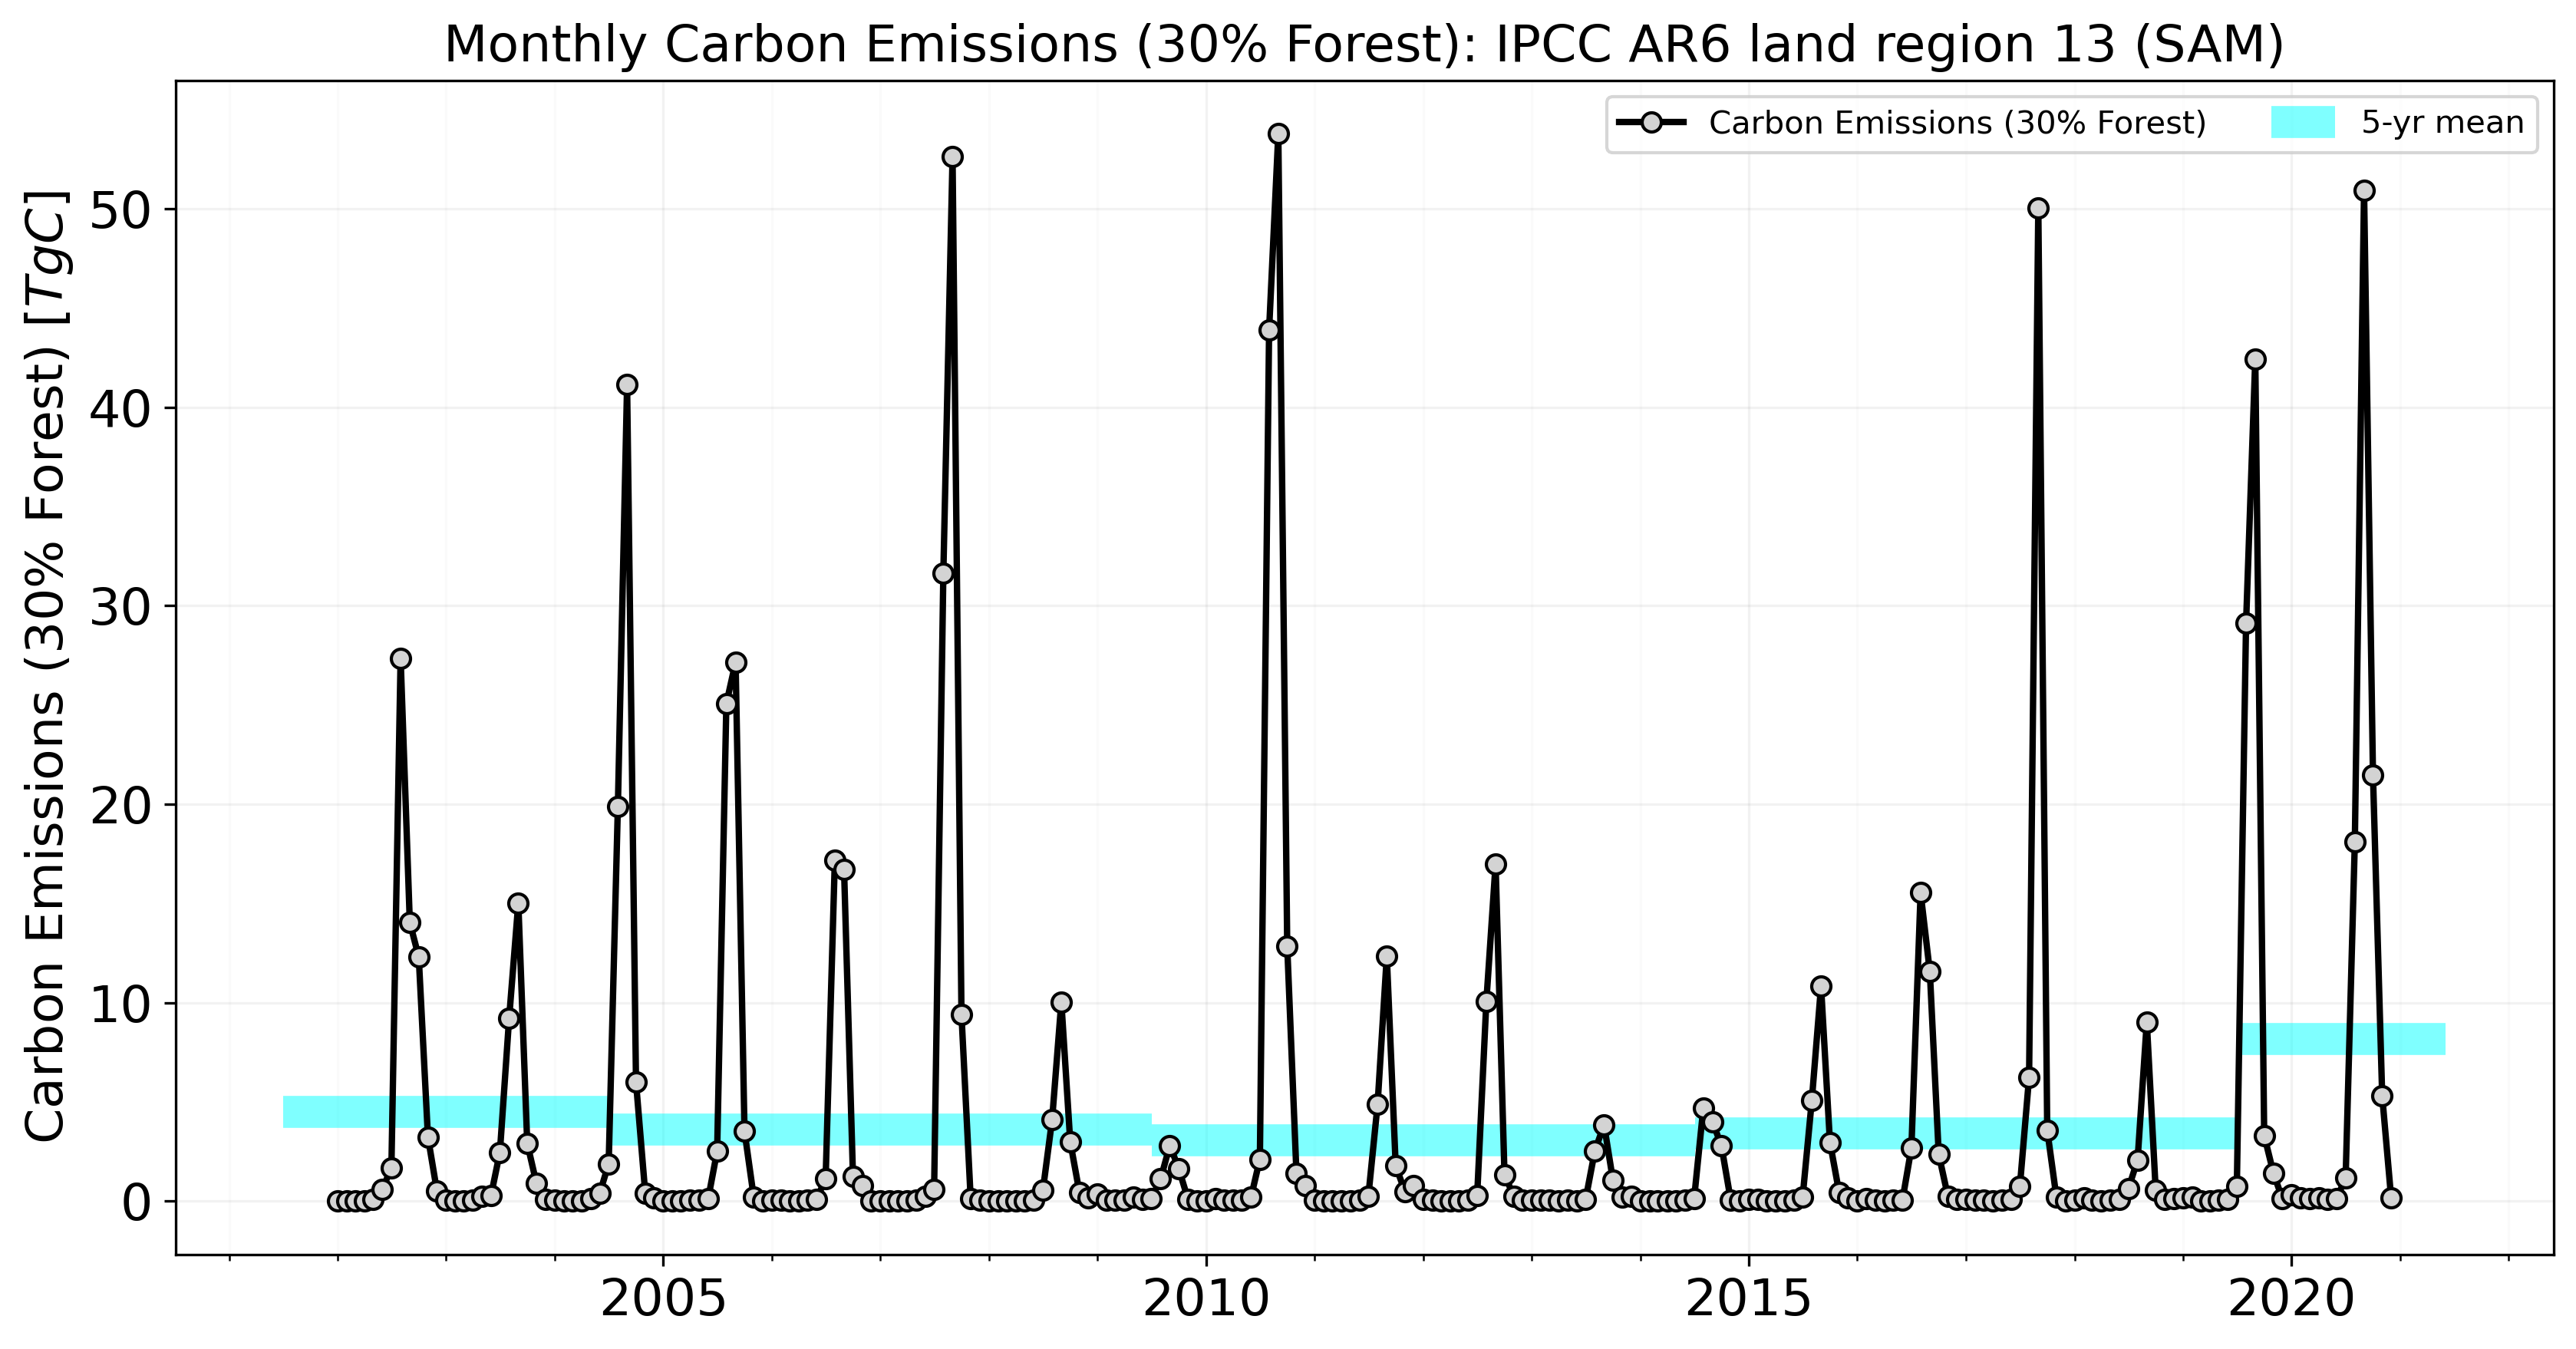 Monthly Carbon Emissions (30% Forest): IPCC AR6 land region 13 (SAM)
Carbon Emissions (30% Forest)
5-yr mean
Carbon Emissions (30% Forest) [TgC]
50
40
30
20
10
0
2005
2010
2015
2020